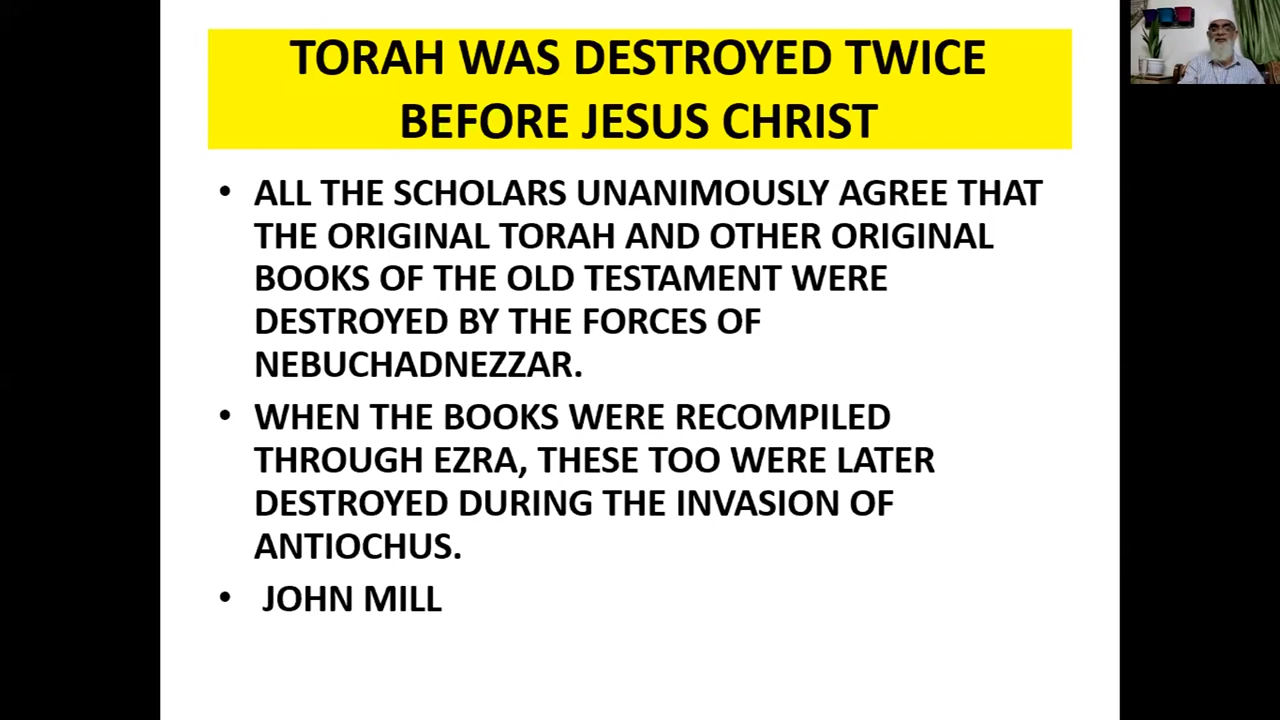 TORAH WAS DESTROYED TWICE
BEFORE JESUS CHRIST
• ALL THE SCHOLARS UNANIMOUSLY AGREE THAT
THE ORIGINAL TORAH AND OTHER ORIGINAL
BOOKS OF THE OLD TESTAMENT WERE
DESTROYED BY THE FORCES OF
NEBUCHADNEZZAR.
• WHEN THE BOOKS WERE RECOMPILED
THROUGH EZRA, THESE TOO WERE LATER
DESTROYED DURING THE INVASION OF
ANTIOCHUS.
• JOHN MILL